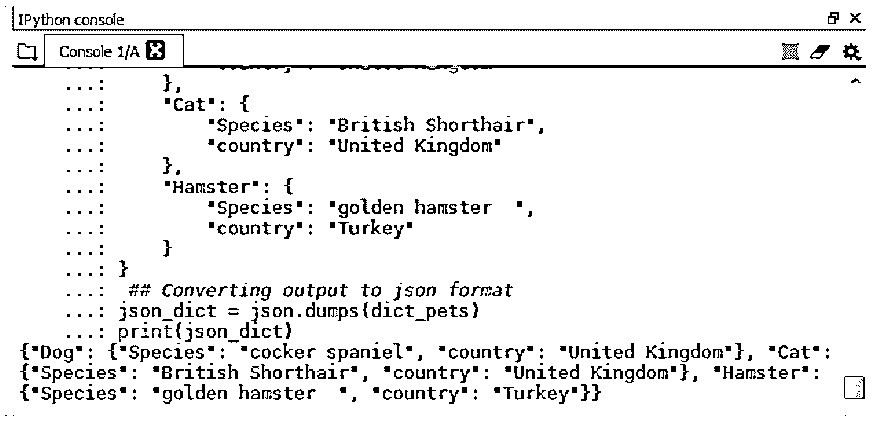 IPython console
Console 1/A
...:     },
...:     "Cat": {
...:         "Species": "British Shorthair",
...:         "country": "United Kingdom"
...:     },
...:     "Hamster": {
...:         "Species": "golden hamster  ",
...:         "country": "Turkey"
...:     }
...: }
...:  ## Converting output to json format
...: json_dict = json.dumps(dict_pets)
...: print(json_dict)
{"Dog": {"Species": "cocker spaniel", "country": "United Kingdom"}, "Cat":
{"Species": "British Shorthair", "country": "United Kingdom"}, "Hamster":
{"Species": "golden hamster  ", "country": "Turkey"}}